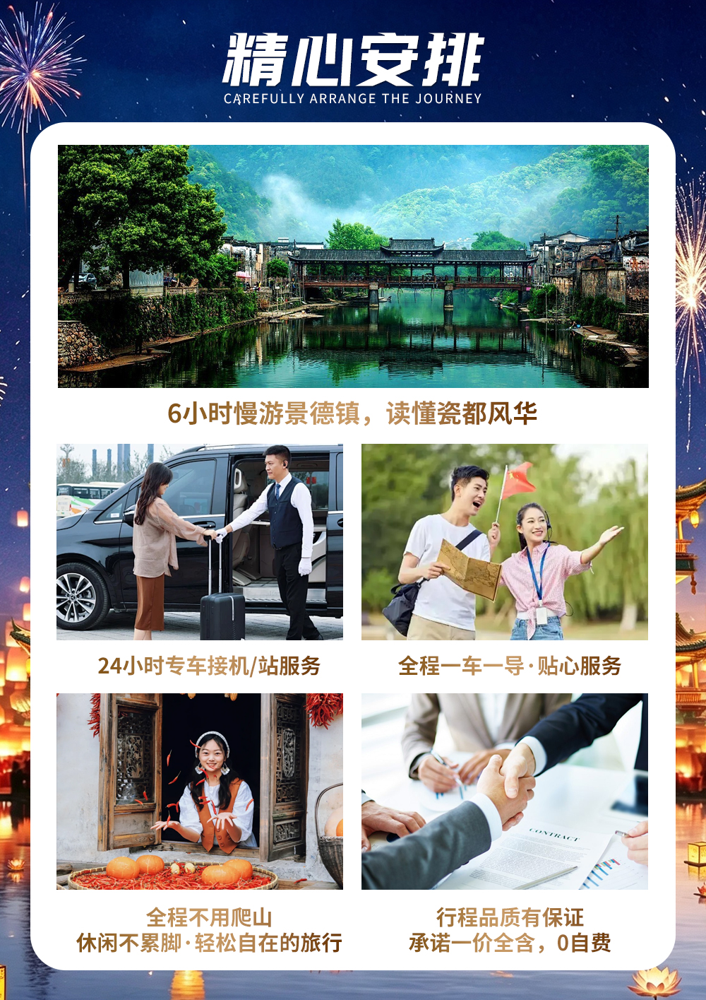 精心安排
CAREFULLY ARRANGE THE JOURNEY
6小时慢游景德镇，读懂瓷都风华
24小时专车接机/站服务
全程一车一导·贴心服务
CONTRACT
全程不用爬山
休闲不累脚·轻松自在的旅行
行程品质有保证
承诺一价全含，0自费